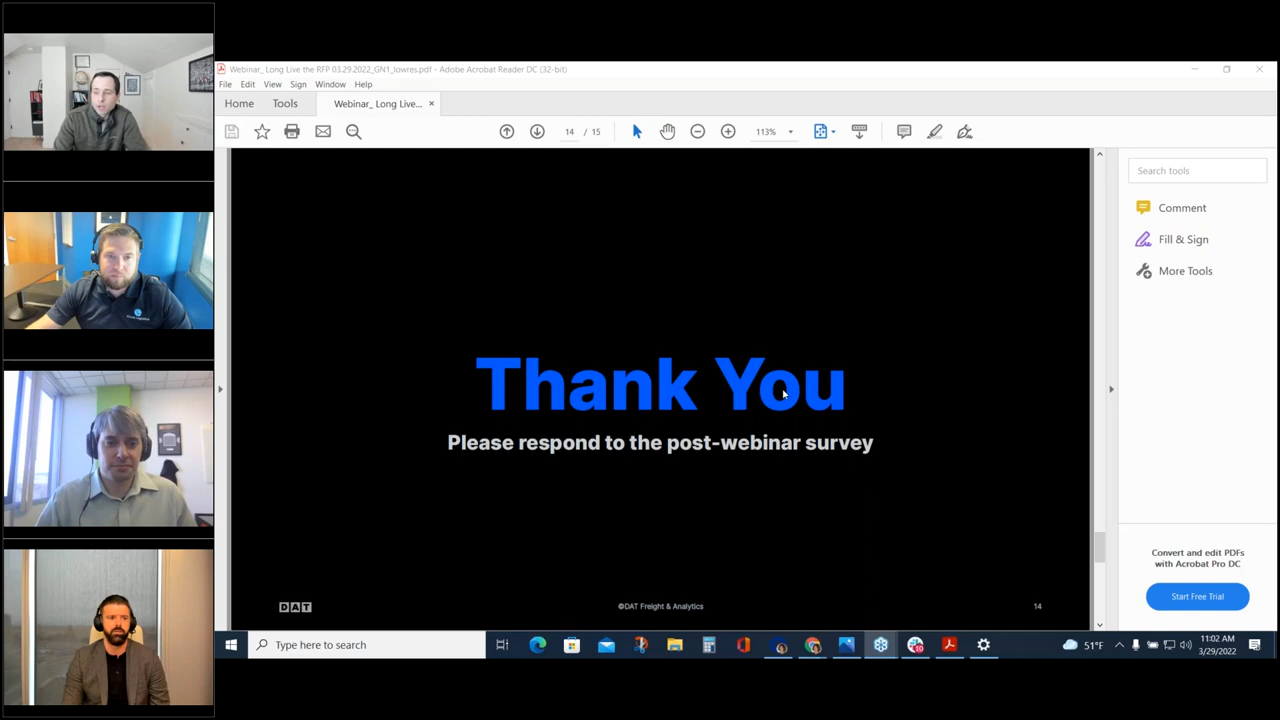 Webinar_ Long Live the RFP 03.29.2022_GN1_lowres.pdf - Adobe Acrobat Reader DC (32-bit)
File Edit View Sign Window Help
Home Tools Webinar_ Long Live... ×
14 / 15 113%
Search tools
Comment
Fill & Sign
More Tools
Thank You
Please respond to the post-webinar survey
Convert and edit PDFs
with Acrobat Pro DC
Start Free Trial
DAT ©DAT Freight & Analytics 14
Type here to search 10 51°F 11:02 AM
3/29/2022